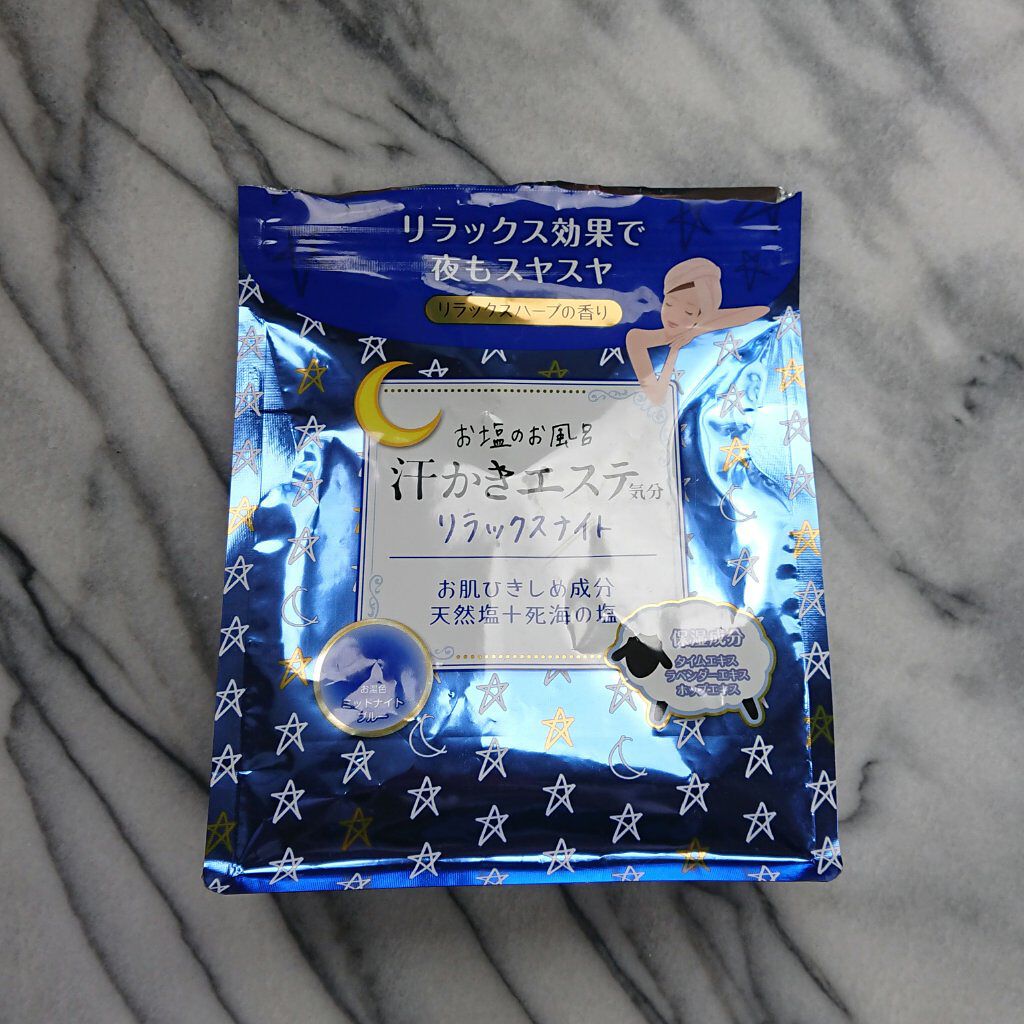 リラックス効果で
夜もスヤスヤ
リラックスハーブの香り
お塩のお風呂
汗かきエステ気分
リラックスナイト
お肌ひきしめ成分
天然塩+死海の塩
お湯色
ミッドナイト
ブルー
保湿成分
タイムエキス
ラベンダーエキス
ホップエキス